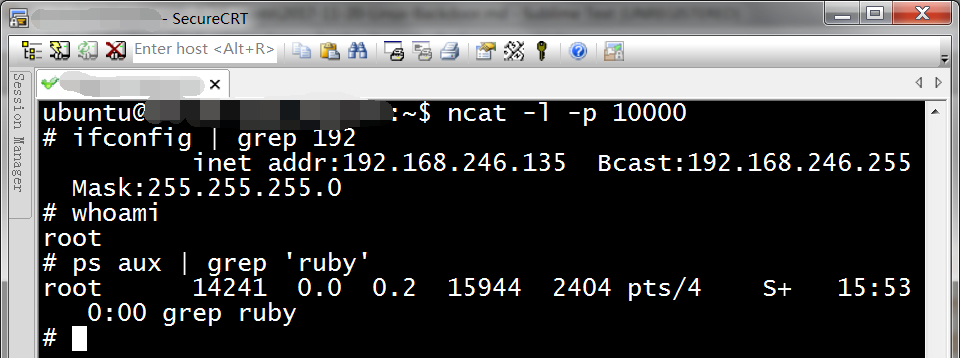 - SecureCRT
Enter host <Alt+R>
Session Manager
ubuntu@ :~$ ncat -l -p 10000
# ifconfig | grep 192
inet addr:192.168.246.135  Bcast:192.168.246.255
Mask:255.255.255.0
# whoami
root
# ps aux | grep 'ruby'
root     14241  0.0  0.2  15944  2404 pts/4    S+   15:53
0:00 grep ruby
#